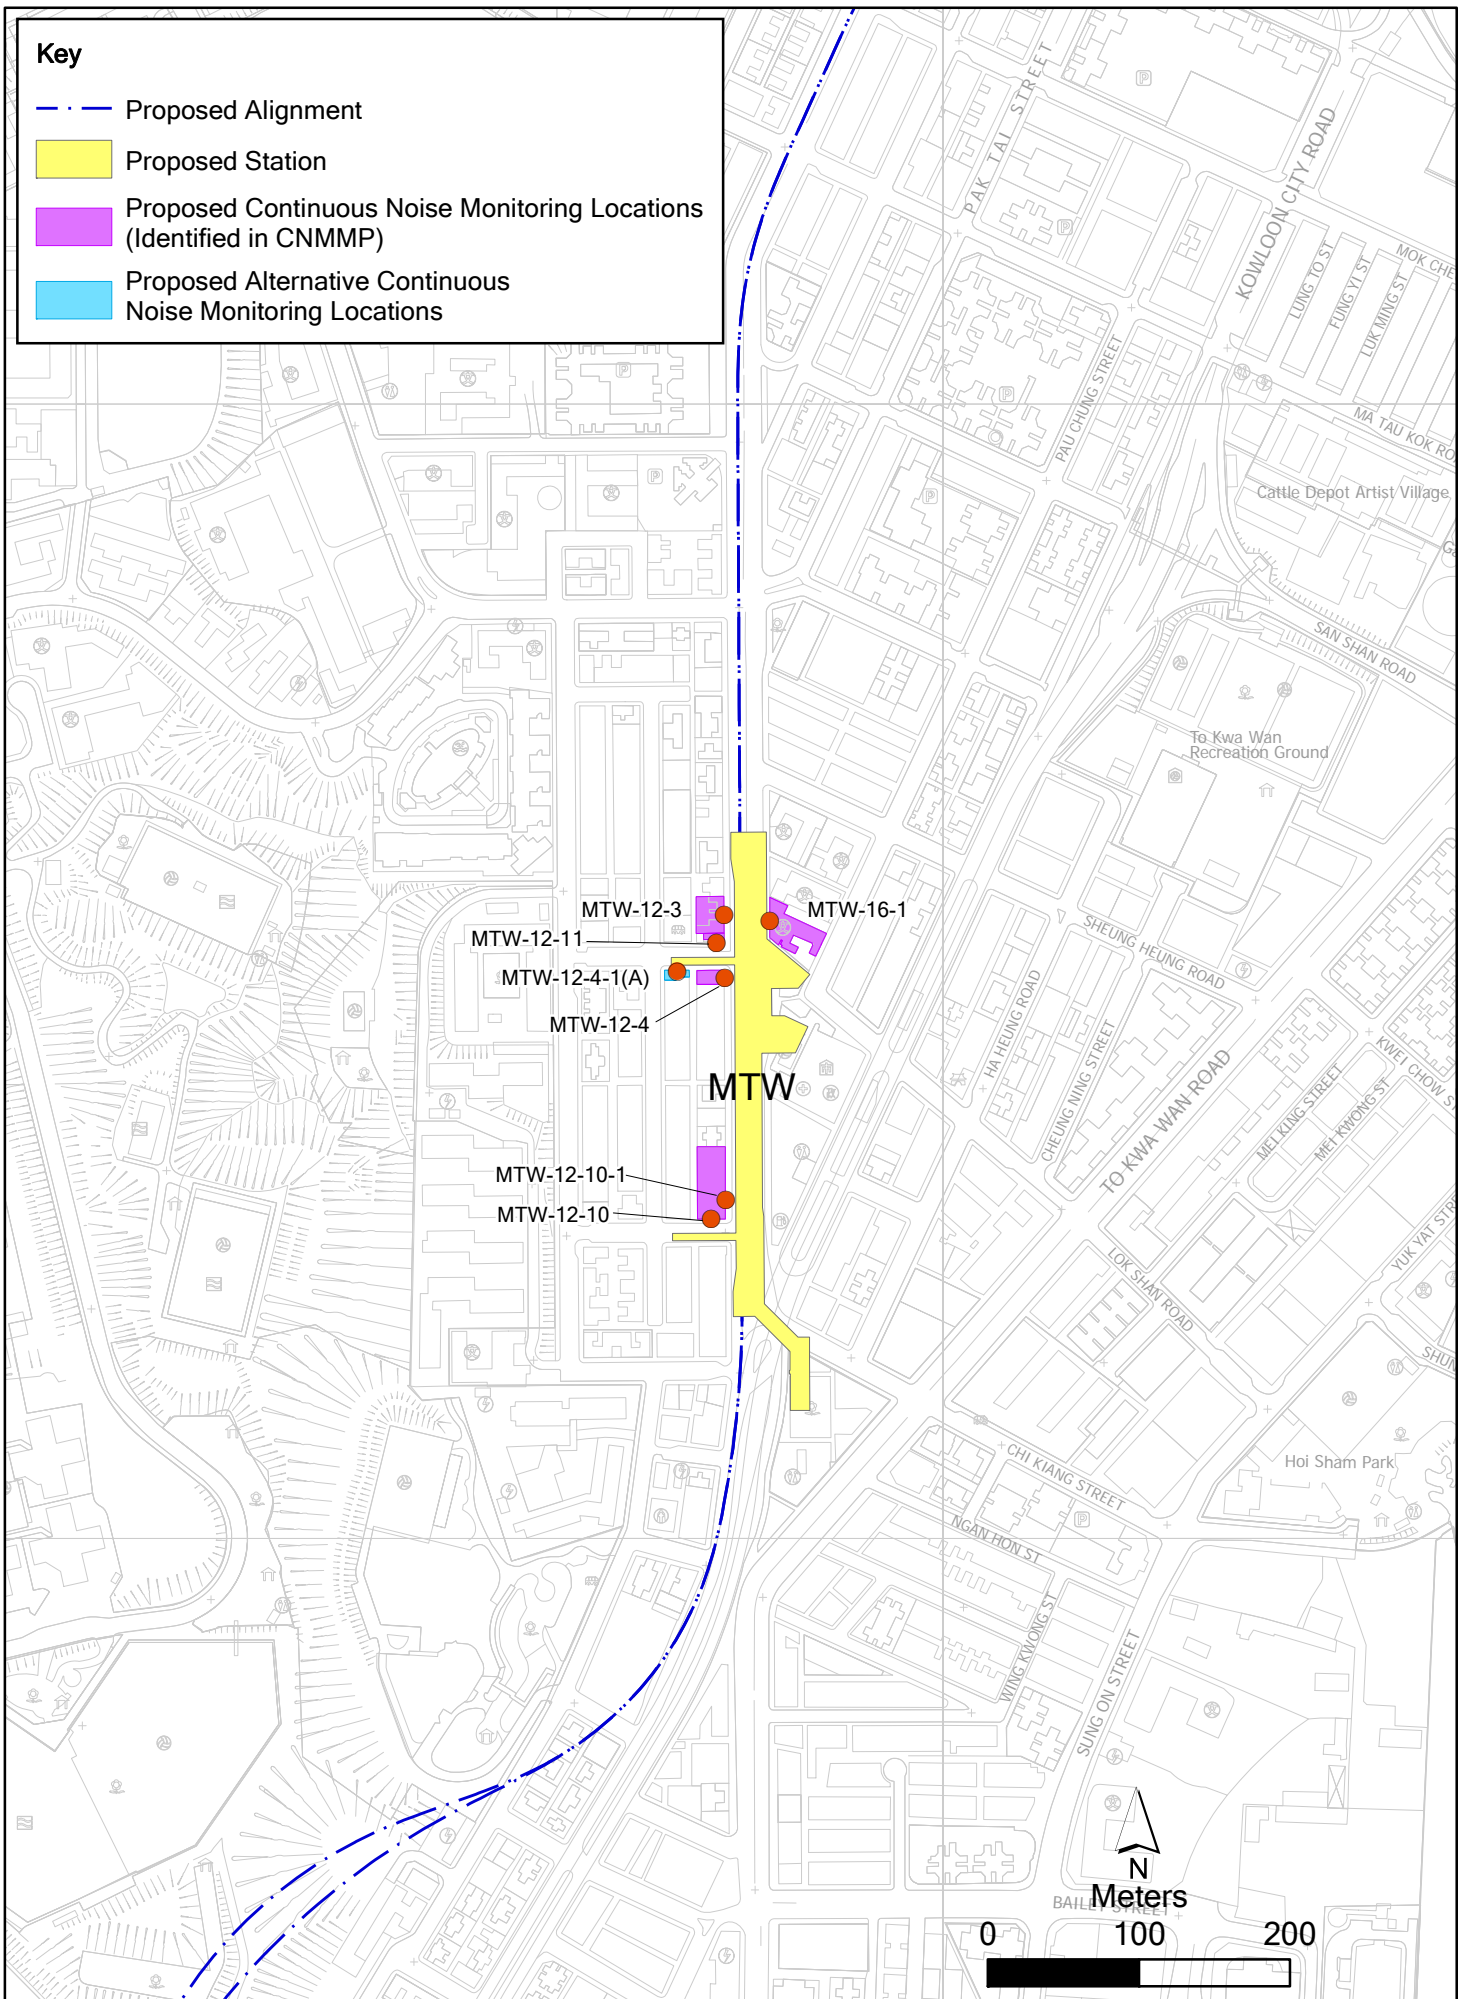 Key
Proposed Alignment
Proposed Station
Proposed Continuous Noise Monitoring Locations
(Identified in CNMMP)
Proposed Alternative Continuous
Noise Monitoring Locations
PAK TAI STREET
KOWLOON CITY ROAD
LUNG TO ST
FUNG YI ST
LUK MING ST
MOK CHE
PAU CHUNG STREET
MA TAU KOK RO
Cattle Depot Artist Village
Ga
SAN SHAN ROAD
To Kwa Wan
Recreation Ground
MTW-12-3
MTW-16-1
MTW-12-11
MTW-12-4-1(A)
MTW-12-4
SHEUNG HEUNG ROAD
HA HEUNG ROAD
CHEUNG NING STREET
TO KWA WAN ROAD
KWEI CHOW S
MEI KING STREET
MEI KWONG ST
MTW
MTW-12-10-1
MTW-12-10
LOK SHAN ROAD
YUK YAT STR
SHUN
CHI KIANG STREET
Hoi Sham Park
NGAN HON ST
WING KWONG ST
SUNG ON STREET
N
Meters
BAILEY STREET
0 100 200
P
P
P
P
P
P
P